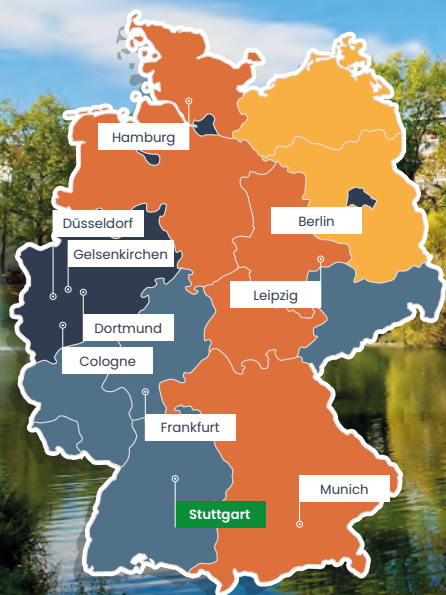 Hamburg
Düsseldorf
Berlin
Gelsenkirchen
Leipzig
Dortmund
Cologne
Frankfurt
Munich
Stuttgart